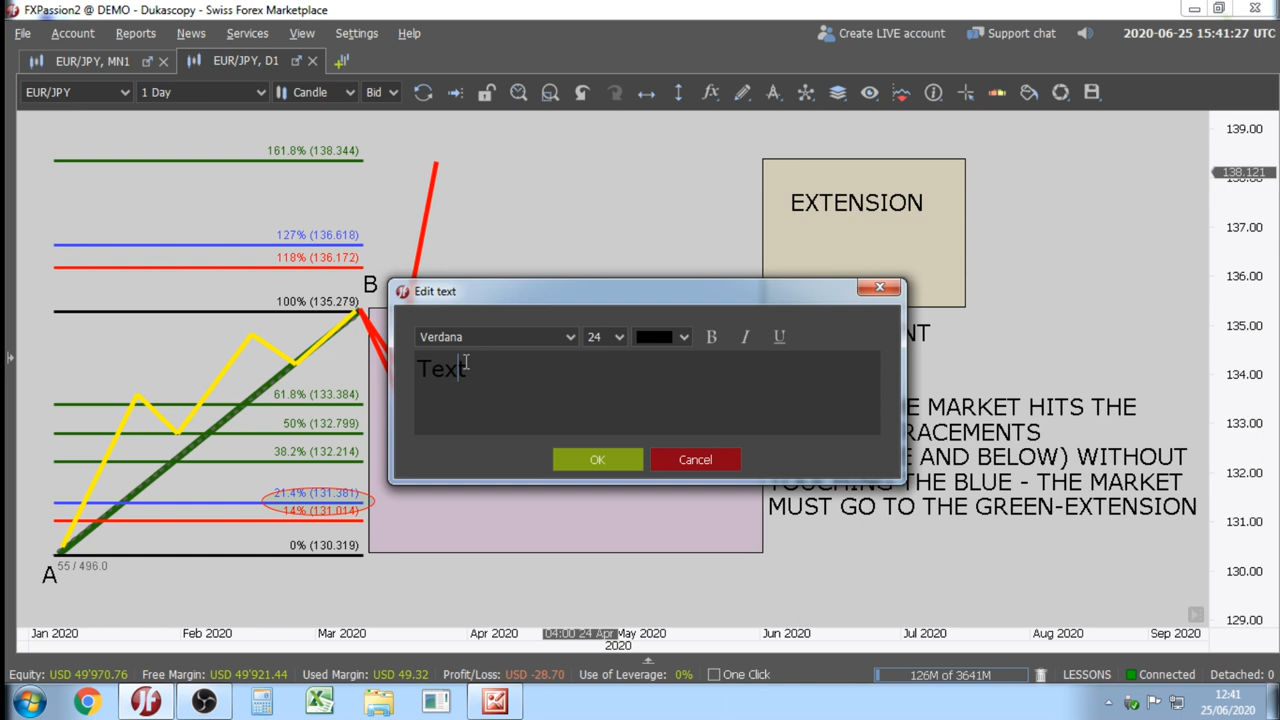 FXPassion2 @ DEMO - Dukascopy - Swiss Forex Marketplace
File Account Reports News Services View Settings Help
Create LIVE account Support chat 2020-06-25 15:41:27 UTC
EUR/JPY, MN1 EUR/JPY, D1
EUR/JPY 1 Day Candle Bid
139.00
161.8% (138.344)
138.121
EXTENSION
127% (136.618)
137.00
118% (136.172)
136.00
B
Edit text
100% (135.279)
135.00
NT
Verdana 24 B I U
Text
134.00
61.8% (133.384)
E MARKET HITS THE
50% (132.799)
RACEMENTS
133.00
38.2% (132.214)
E AND BELOW) WITHOUT
OK Cancel
132.00
TOUCHING THE BLUE - THE MARKET
21.4% (131.381)
MUST GO TO THE GREEN-EXTENSION
14% (131.014)
131.00
0% (130.319)
A 55 / 496.0
130.00
129.00
Jan 2020 Feb 2020 Mar 2020 Apr 2020 04:00 24 Apr May 2020 Jun 2020 Jul 2020 Aug 2020 Sep 2020
2020
Equity: USD 49'970.76 Free Margin: USD 49'921.44 Used Margin: USD 49.32 Profit/Loss: USD -28.70 Use of Leverage: 0% One Click 126M of 3641M LESSONS Connected Detached: 0
12:41
25/06/2020